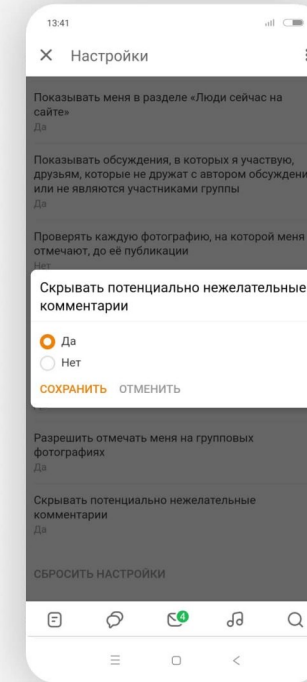 13:41
Настройки
Показывать меня в разделе «Люди сейчас на
сайте»
Да
Показывать обсуждения, в которых я участвую,
друзьям, которые не дружат с автором обсуждени
или не являются участниками группы
Да
Проверять каждую фотографию, на которой меня
отмечают, до её публикации
Нет
Скрывать потенциально нежелательные
комментарии
Да
Нет
СОХРАНИТЬ ОТМЕНИТЬ
Разрешить отмечать меня на групповых
фотографиях
Да
Скрывать потенциально нежелательные
комментарии
Да
СБРОСИТЬ НАСТРОЙКИ
4